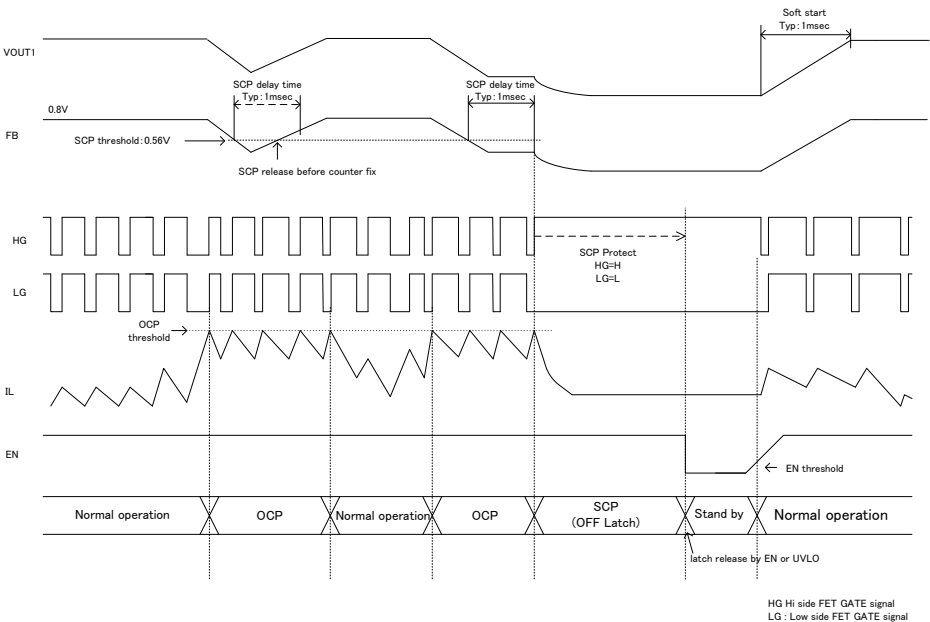 Soft start
Typ:1msec
VOUT1
SCP delay time
Typ:1msec
SCP delay time
Typ:1msec
0.8V
FB
SCP threshold:0.56V
SCP release before counter fix
HG
SCP Protect
HG=H
LG=L
LG
OCP
threshold
IL
EN
EN threshold
Normal operation
OCP
Normal operation
OCP
SCP
(OFF Latch)
Stand by
Normal operation
latch release by EN or UVLO
HG Hi side FET GATE signal
LG : Low side FET GATE signal